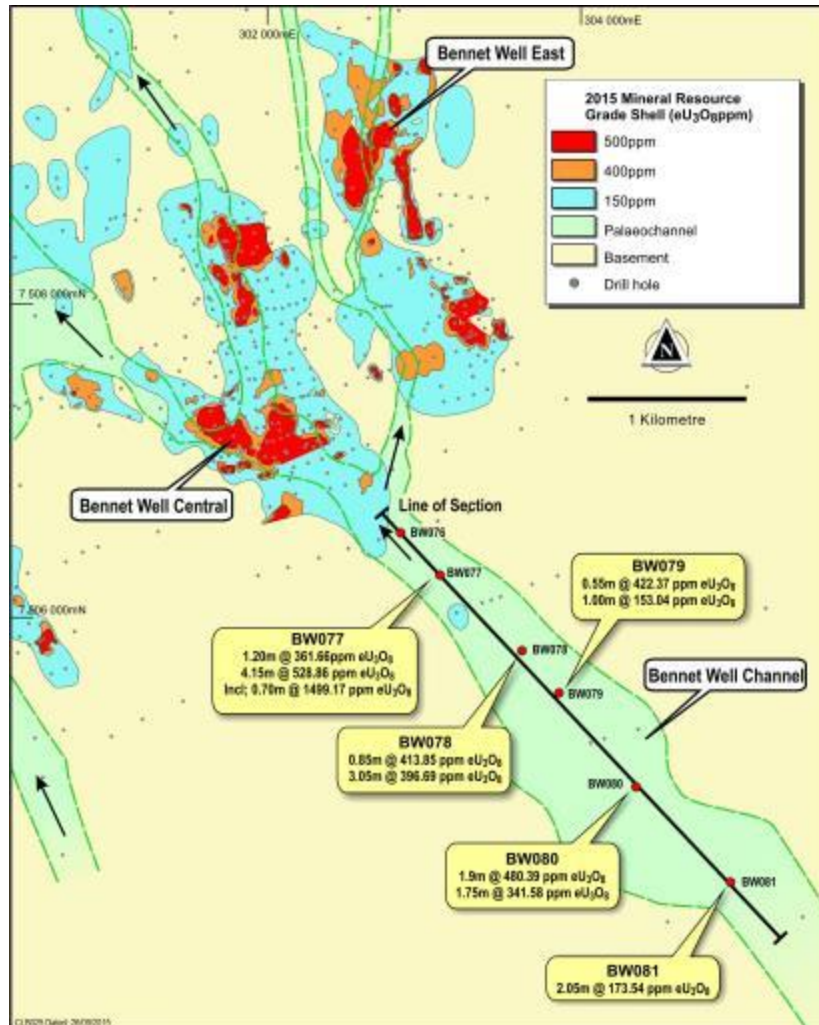 302 000mE
304 000mE
Bennet Well East
2015 Mineral Resource
Grade Shell (eU₃O₈ppm)
500ppm
400ppm
150ppm
Palaeochannel
Basement
Drill hole
7 508 000mN
N
1 Kilometre
Bennet Well Central
Line of Section
BW076
BW077
BW079
0.55m @ 422.37 ppm eU₃O₈
1.00m @ 153.04 ppm eU₃O₈
7 506 000mN
BW077
1.20m @ 361.66ppm eU₃O₈
4.15m @ 528.86 ppm eU₃O₈
Incl; 0.70m @ 1499.17 ppm eU₃O₈
BW078
BW079
Bennet Well Channel
BW078
0.85m @ 413.85 ppm eU₃O₈
3.05m @ 396.69 ppm eU₃O₈
BW080
BW080
1.9m @ 480.39 ppm eU₃O₈
1.75m @ 341.58 ppm eU₃O₈
BW081
BW081
2.05m @ 173.54 ppm eU₃O₈